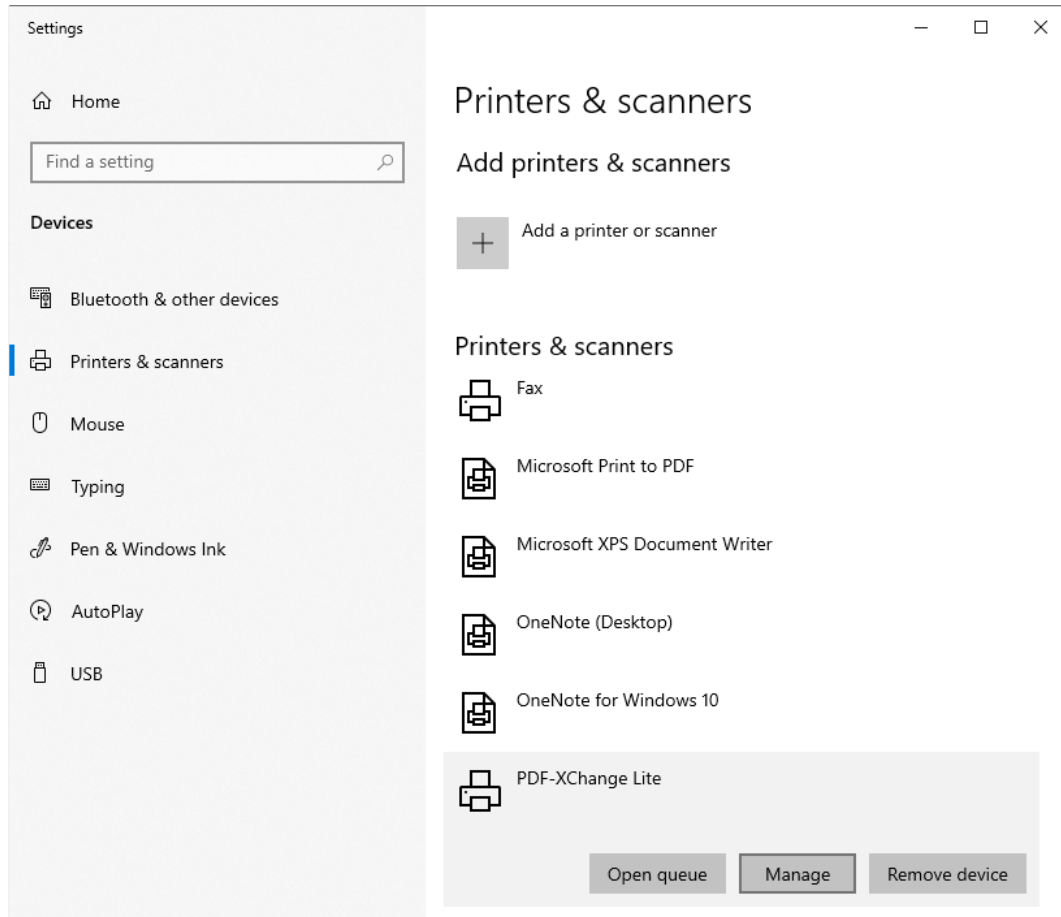 Settings
Home
Find a setting
Devices
Bluetooth & other devices
Printers & scanners
Mouse
Typing
Pen & Windows Ink
AutoPlay
USB
Printers & scanners
Add printers & scanners
Add a printer or scanner
Printers & scanners
Fax
Microsoft Print to PDF
Microsoft XPS Document Writer
OneNote (Desktop)
OneNote for Windows 10
PDF-XChange Lite
Open queue Manage Remove device